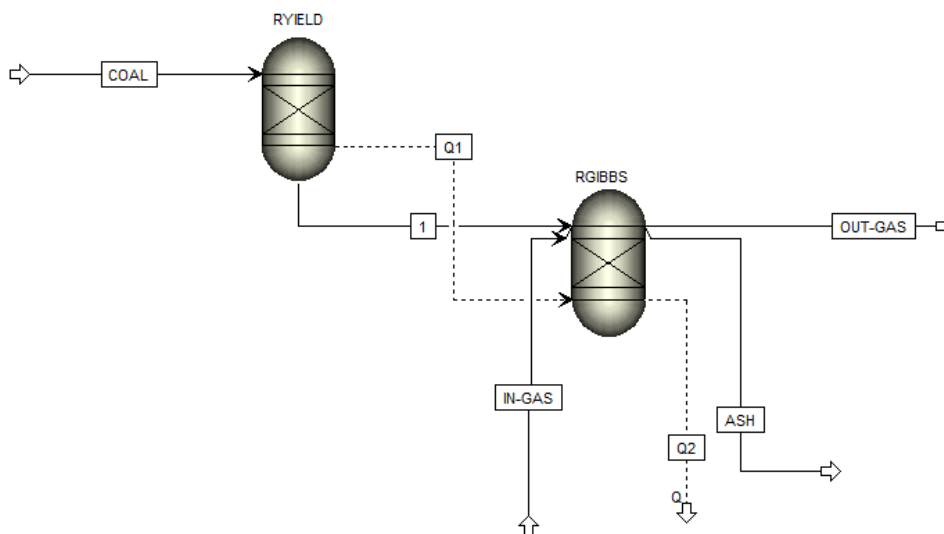 RYIELD
COAL
Q1
RGIBBS
1
OUT-GAS
IN-GAS
ASH
Q2
Q